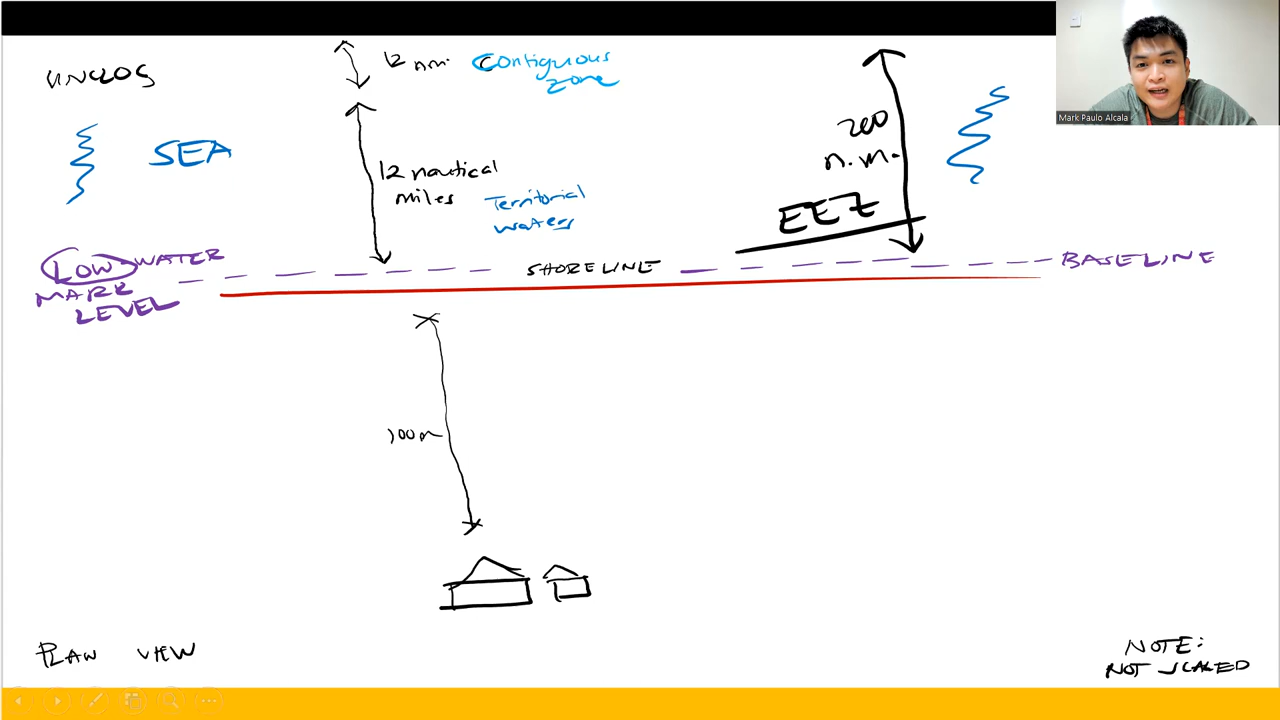 UNCLOS
12 n.m. Contiguous
zone
SEA
12 nautical
miles
Territorial
waters
200
n.m.
EEZ
Mark Paulo Alcala
LOW WATER
MARK
LEVEL
SHORELINE
BASELINE
100m
PLAN VIEW
NOTE:
NOT SCALED